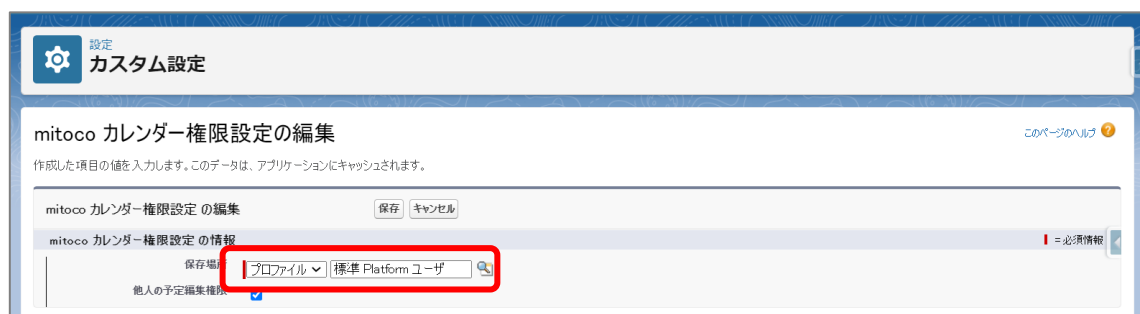 設定
カスタム設定
mitoco カレンダー権限設定の編集
このページのヘルプ
作成した項目の値を入力します。このデータは、アプリケーションにキャッシュされます。
mitoco カレンダー権限設定 の編集 保存 キャンセル
mitoco カレンダー権限設定 の情報 = 必須情報
保存場所 プロファイル 標準 Platform ユーザ
他人の予定編集権限